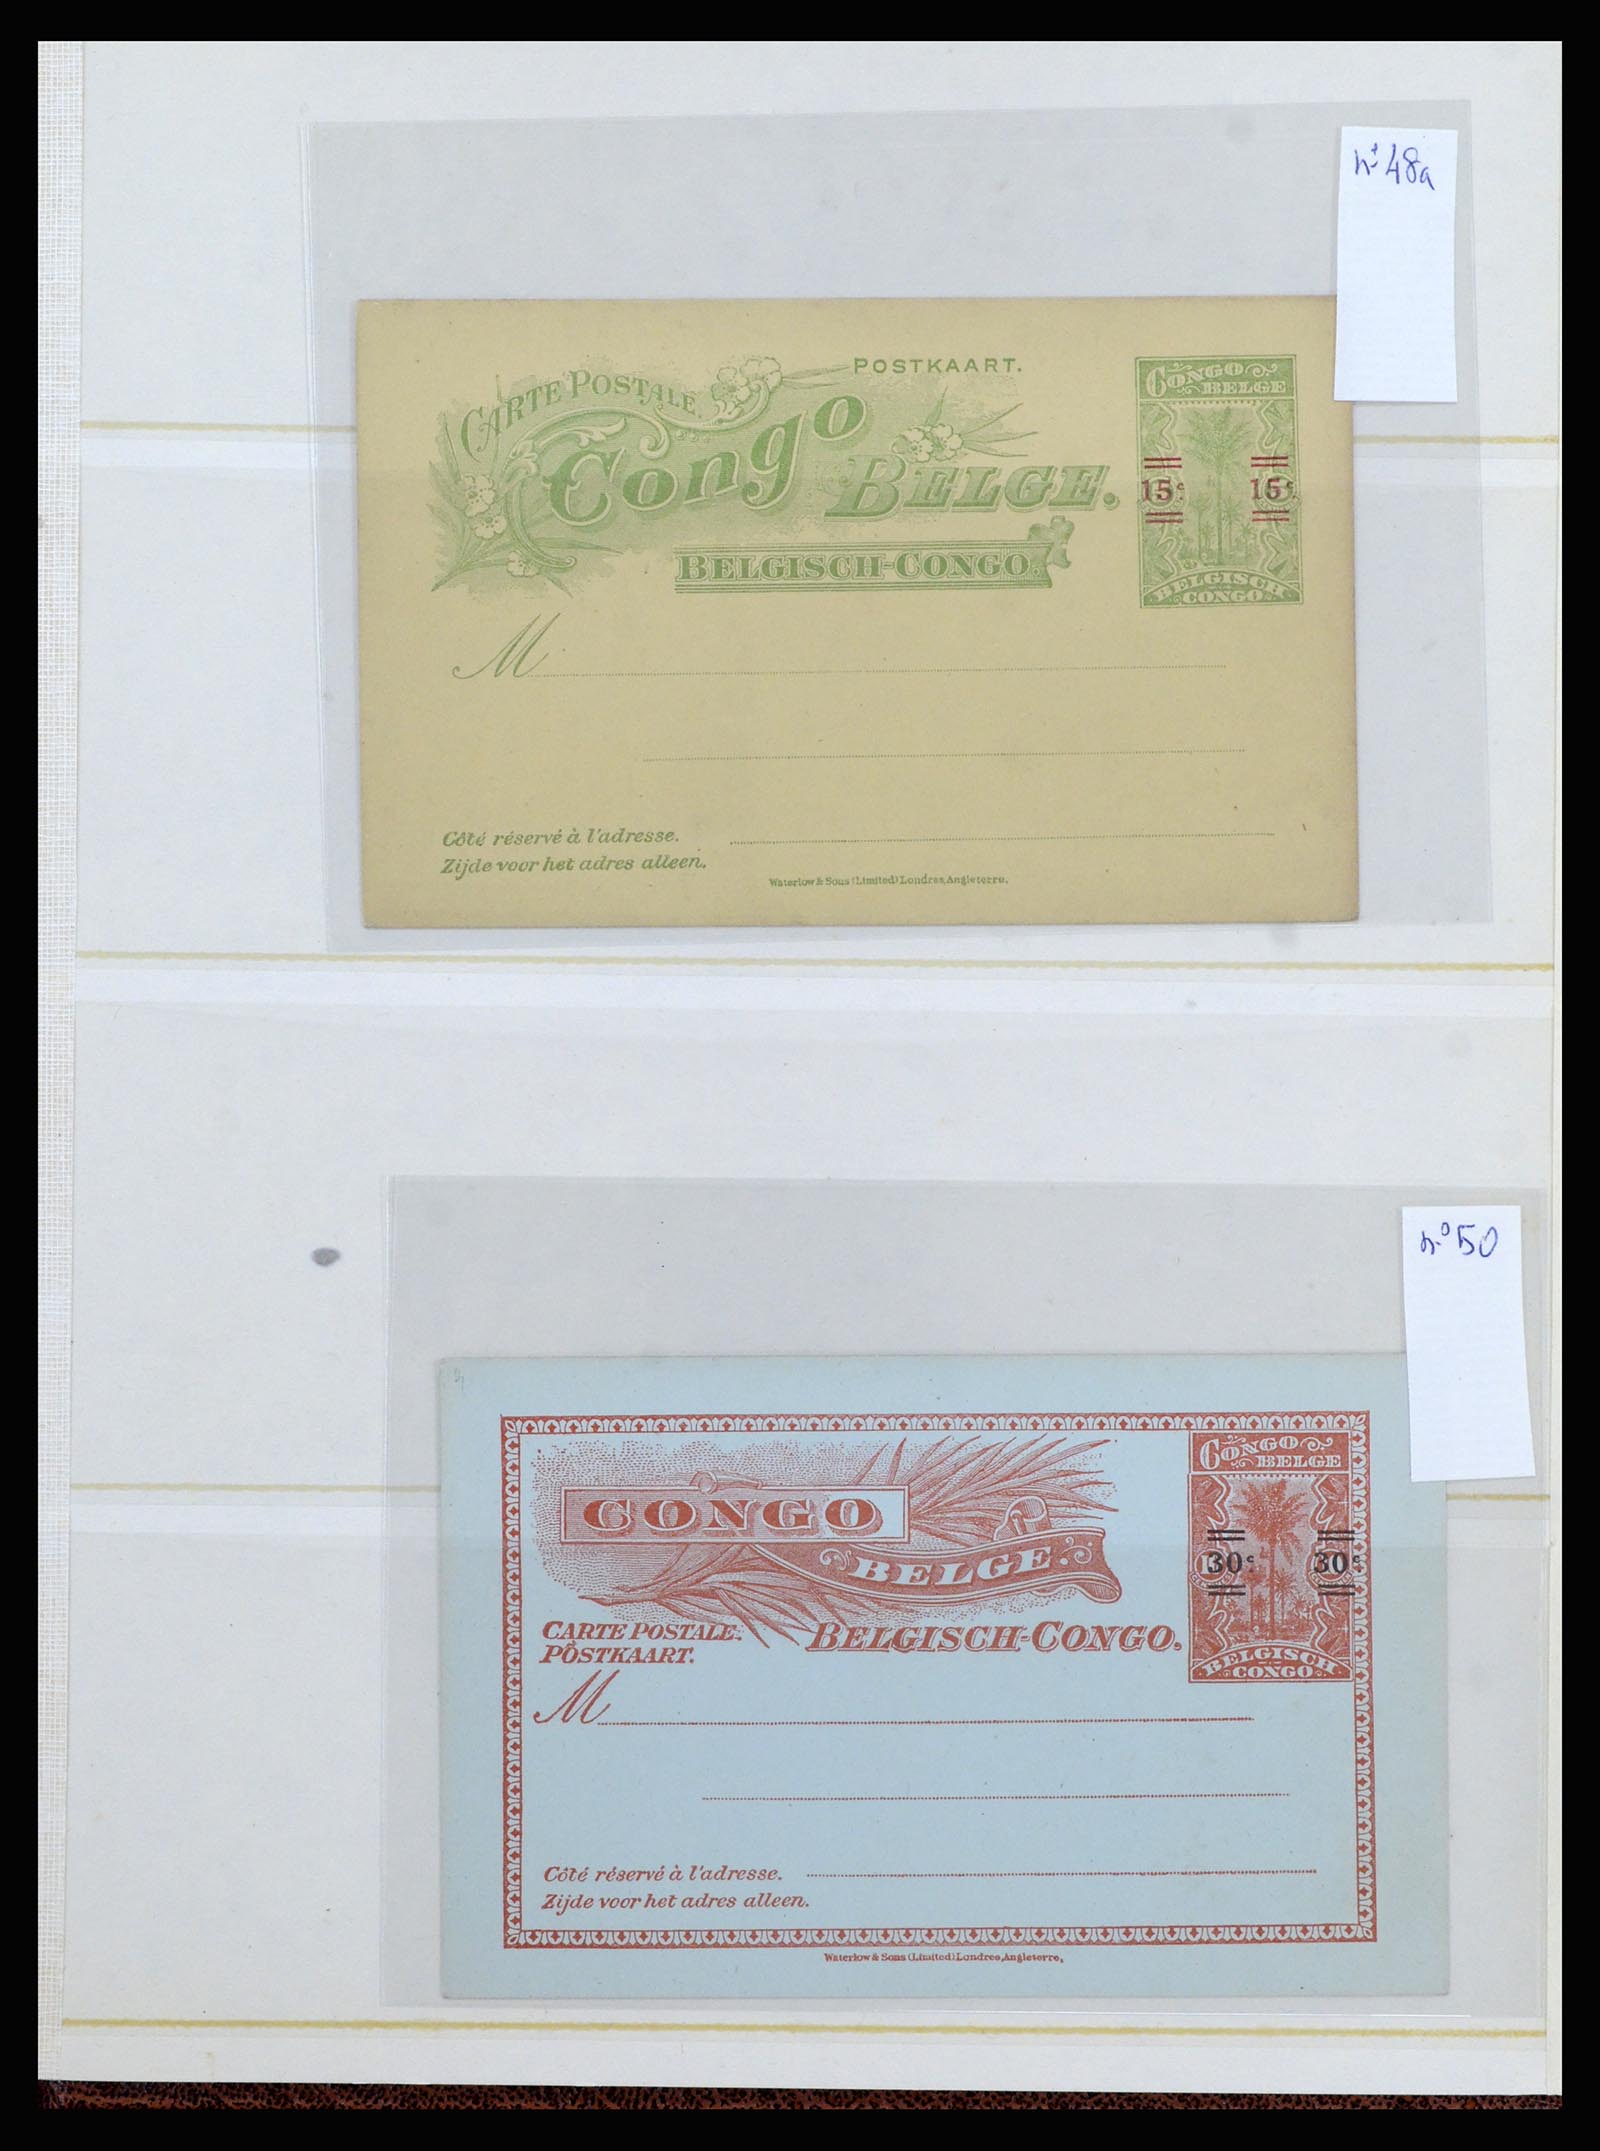 n° 48a
CARTE POSTALE.
POSTKAART.
Congo BELGE.
BELGISCH-CONGO.
CONGO
BELGE
15c. 15c.
BELGISCH
CONGO
M
Côté réservé à l'adresse.
Zijde voor het adres alleen.
Waterlow & Sons (Limited) Londres, Angleterre.
n° 50
CONGO
BELGE.
CARTE POSTALE.
POSTKAART.
BELGISCH-CONGO.
CONGO
BELGE
30c. 30c.
BELGISCH
CONGO
M
Côté réservé à l'adresse.
Zijde voor het adres alleen.
Waterlow & Sons (Limited) Londres, Angleterre.